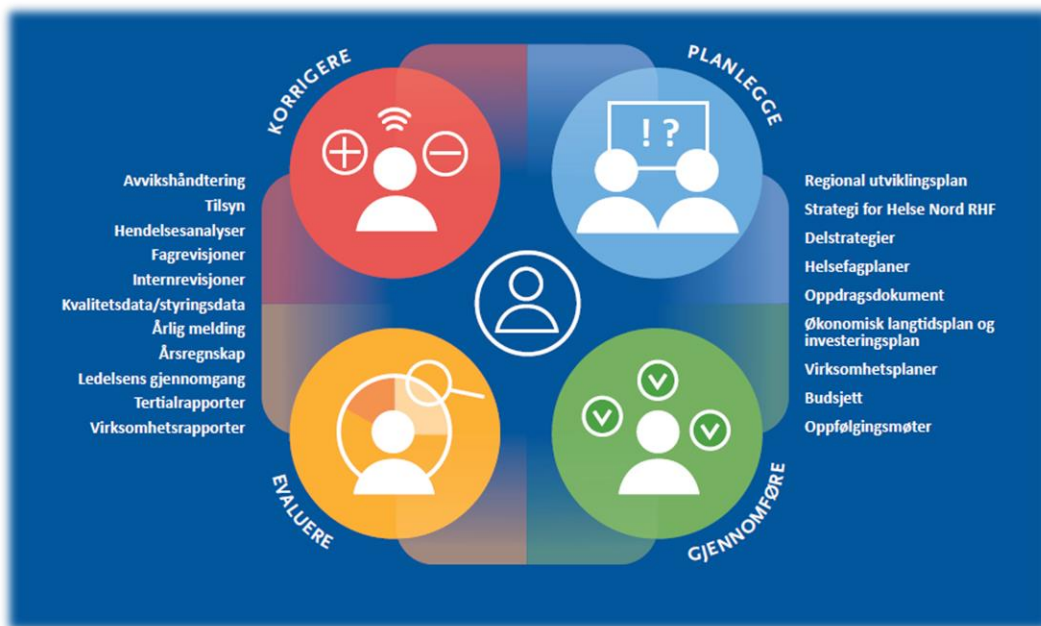 KORRIGERE
PLANLEGGE
! ?
Avvikshåndtering
Tilsyn
Hendelsesanalyser
Fagrevisjoner
Internrevisjoner
Kvalitetsdata/styringsdata
Årlig melding
Årsregnskap
Ledelsens gjennomgang
Tertialrapporter
Virksomhetsrapporter
Regional utviklingsplan
Strategi for Helse Nord RHF
Delstrategier
Helsefagplaner
Oppdragsdokument
Økonomisk langtidsplan og
investeringsplan
Virksomhetsplaner
Budsjett
Oppfølgingsmøter
EVALUERE
GJENNOMFØRE